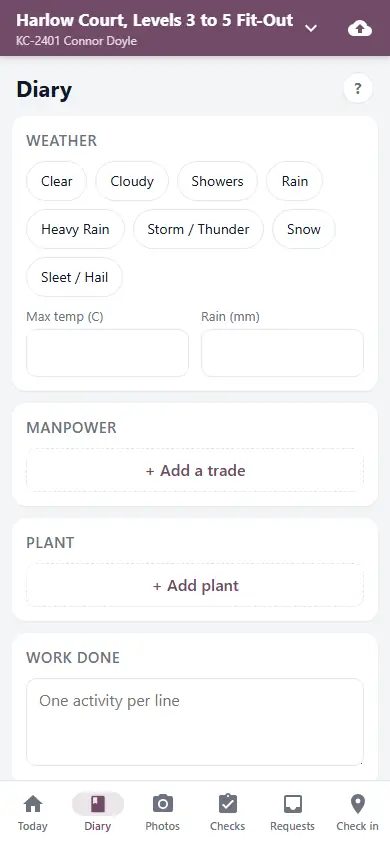 Harlow Court, Levels 3 to 5 Fit-Out
KC-2401 Connor Doyle
Diary
?
WEATHER
Clear
Cloudy
Showers
Rain
Heavy Rain
Storm / Thunder
Snow
Sleet / Hail
Max temp (C)
Rain (mm)
MANPOWER
+ Add a trade
PLANT
+ Add plant
WORK DONE
One activity per line
Today
Diary
Photos
Checks
Requests
Check in